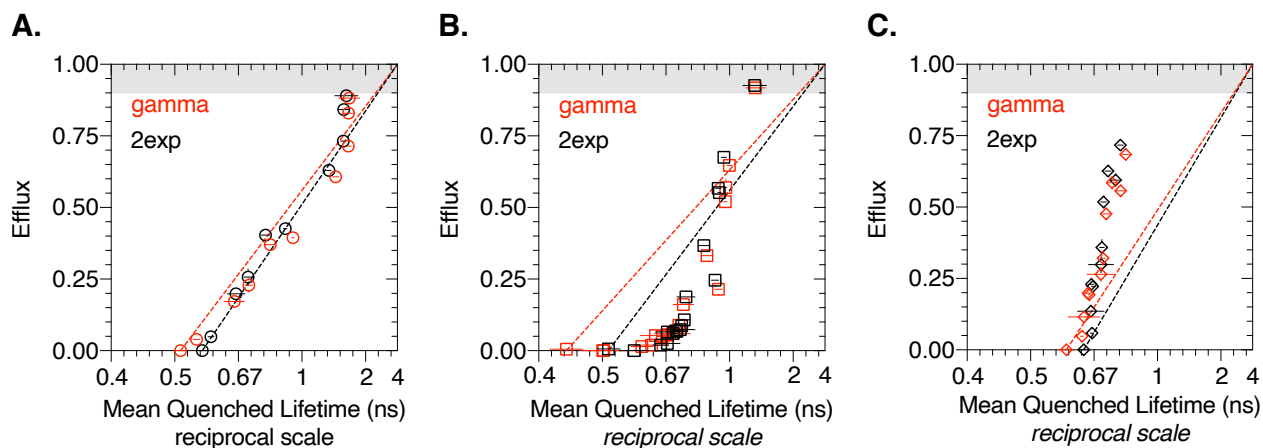 A.
1.00
0.75
0.50
0.25
0.00
Efflux
gamma
2exp
0.4 0.5 0.67 1 2 4
Mean Quenched Lifetime (ns)
reciprocal scale
B.
1.00
0.75
0.50
0.25
0.00
Efflux
gamma
2exp
0.4 0.5 0.67 1 2 4
Mean Quenched Lifetime (ns)
reciprocal scale
C.
1.00
0.75
0.50
0.25
0.00
Efflux
gamma
2exp
0.4 0.5 0.67 1 2 4
Mean Quenched Lifetime (ns)
reciprocal scale